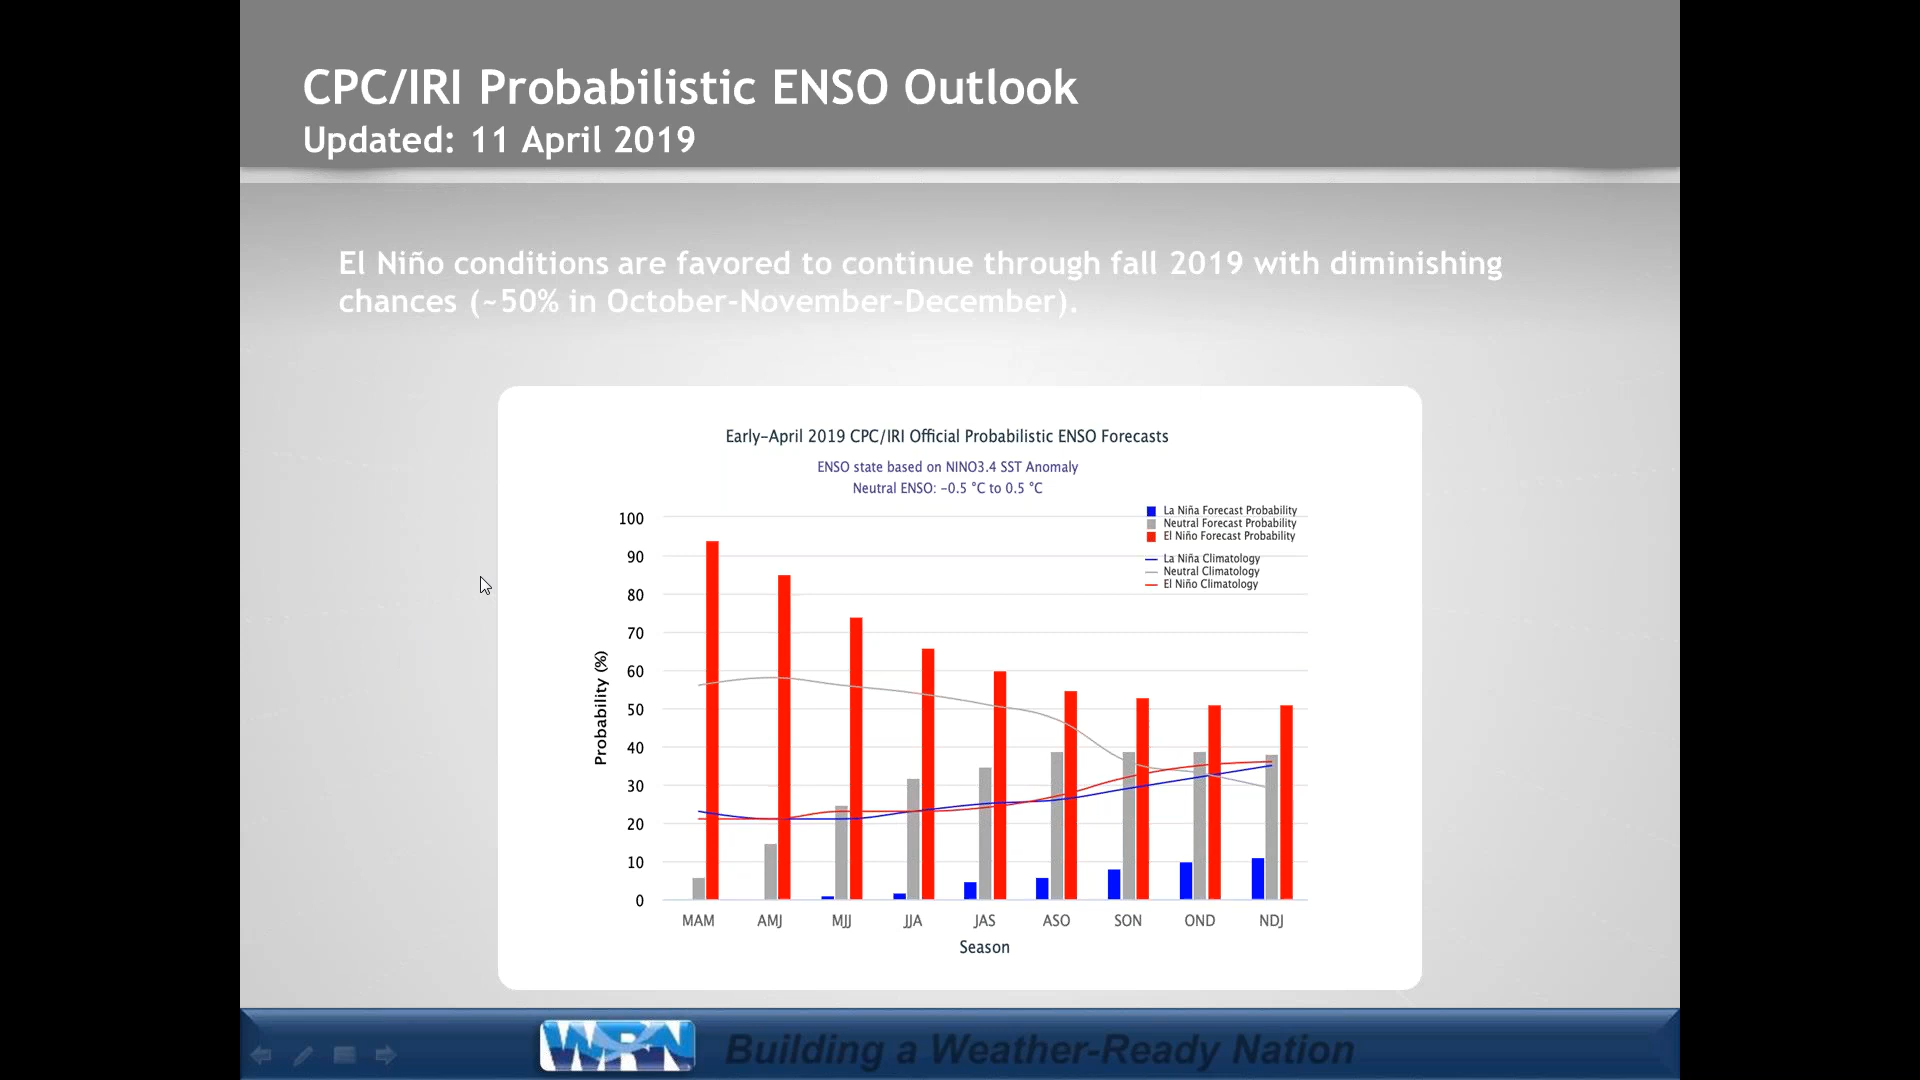 CPC/IRI Probabilistic ENSO Outlook
Updated: 11 April 2019
El Niño conditions are favored to continue through fall 2019 with diminishing
chances (~50% in October-November-December).
Early-April 2019 CPC/IRI Official Probabilistic ENSO Forecasts
ENSO state based on NINO3.4 SST Anomaly
Neutral ENSO: -0.5 °C to 0.5 °C
La Niña Forecast Probability
Neutral Forecast Probability
El Niño Forecast Probability
La Niña Climatology
Neutral Climatology
El Niño Climatology
Probability (%)
100
90
80
70
60
50
40
30
20
10
0
MAM AMJ MJJ JJA JAS ASO SON OND NDJ
Season
WRN Building a Weather-Ready Nation